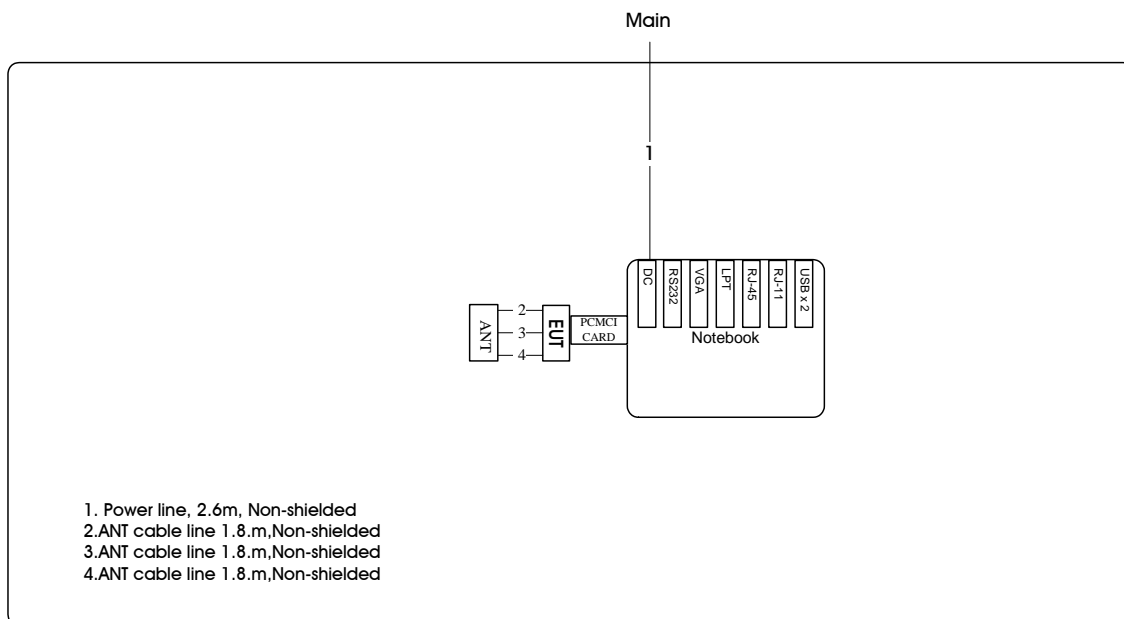 Main
1
DC
RS232
VGA
LPT
RJ-45
RJ-11
USB x 2
Notebook
ANT
2
3
4
EUT
PCMCI
CARD
1. Power line, 2.6m, Non-shielded
2.ANT cable line 1.8.m,Non-shielded
3.ANT cable line 1.8.m,Non-shielded
4.ANT cable line 1.8.m,Non-shielded